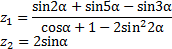 z₁ = (sin2α + sin5α − sin3α) / (cosα + 1 − 2sin²2α)
z₂ = 2sinα